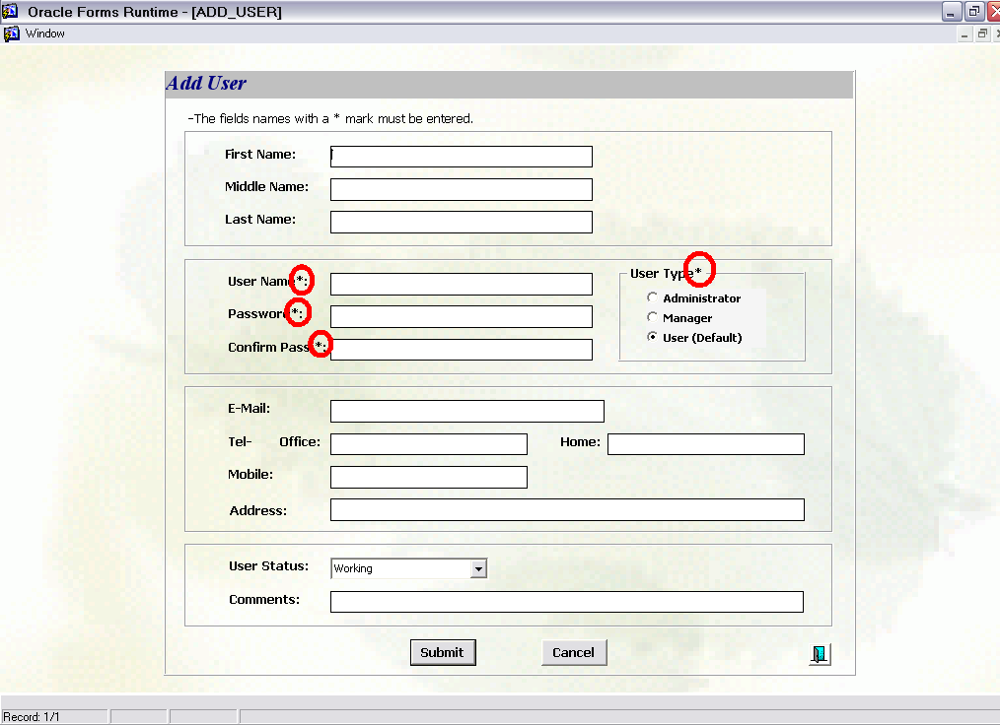 Oracle Forms Runtime - [ADD_USER]
Window
Add User
-The fields names with a * mark must be entered.
First Name:
Middle Name:
Last Name:
User Name*:
Password*:
Confirm Pass*:
User Type*
Administrator
Manager
User (Default)
E-Mail:
Tel- Office: Home:
Mobile:
Address:
User Status: Working
Comments:
Submit Cancel
Record: 1/1